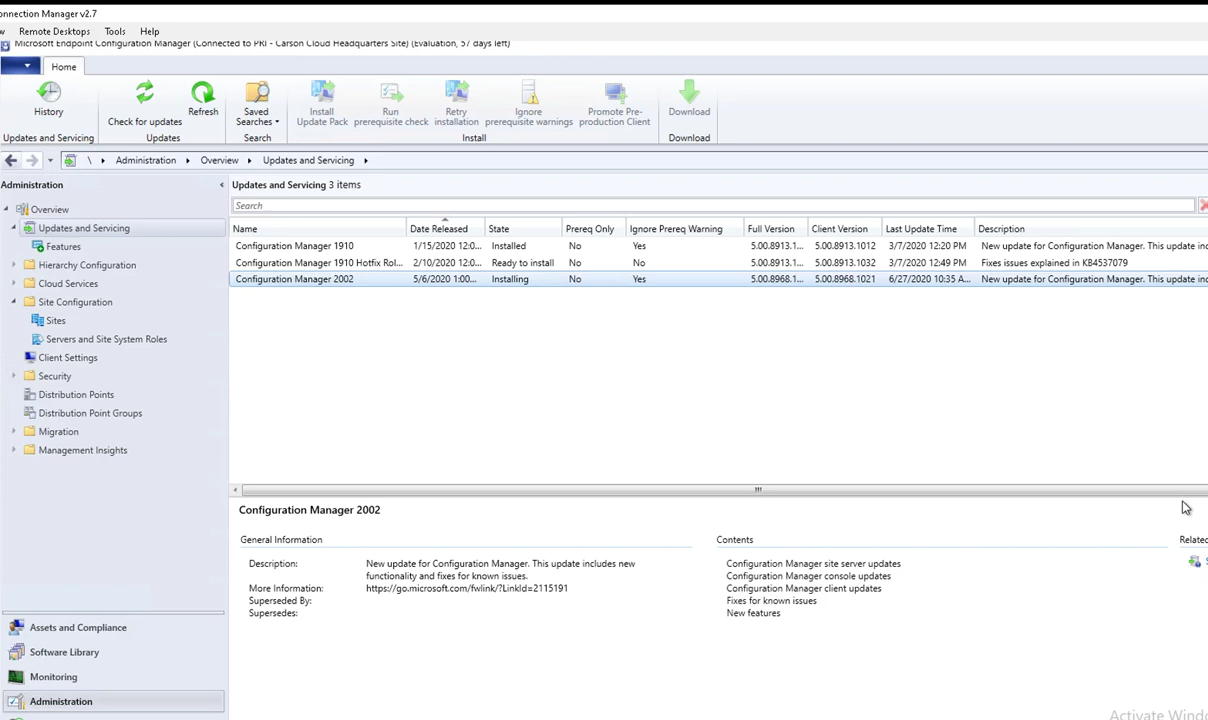 onnection Manager v2.7
w Remote Desktops Tools Help
Microsoft Endpoint Configuration Manager (Connected to PRI - Carson Cloud Headquarters Site) (Evaluation, 57 days left)
Home
History Check for updates Refresh Saved Searches Install Update Pack Run prerequisite check Retry installation Ignore prerequisite warnings Promote Pre-production Client Download
Updates and Servicing Updates Search Install Download
\ Administration Overview Updates and Servicing
Administration
Overview
Updates and Servicing
Features
Hierarchy Configuration
Cloud Services
Site Configuration
Sites
Servers and Site System Roles
Client Settings
Security
Distribution Points
Distribution Point Groups
Migration
Management Insights
Assets and Compliance
Software Library
Monitoring
Administration
Updates and Servicing 3 items
Search
Name Date Released State Prereq Only Ignore Prereq Warning Full Version Client Version Last Update Time Description
Configuration Manager 1910 1/15/2020 12:0... Installed No Yes 5.00.8913.1... 5.00.8913.1012 3/7/2020 12:20 PM New update for Configuration Manager. This update inc
Configuration Manager 1910 Hotfix Rol... 2/10/2020 12:0... Ready to install No No 5.00.8913.1... 5.00.8913.1032 3/7/2020 12:49 PM Fixes issues explained in KB4537079
Configuration Manager 2002 5/6/2020 1:00... Installing No Yes 5.00.8968.1... 5.00.8968.1021 6/27/2020 10:35 A... New update for Configuration Manager. This update inc
Configuration Manager 2002
General Information
Description: New update for Configuration Manager. This update includes new
functionality and fixes for known issues.
More Information: https://go.microsoft.com/fwlink/?LinkId=2115191
Superseded By:
Supersedes:
Contents
Configuration Manager site server updates
Configuration Manager console updates
Configuration Manager client updates
Fixes for known issues
New features
Related
S
Activate Windo